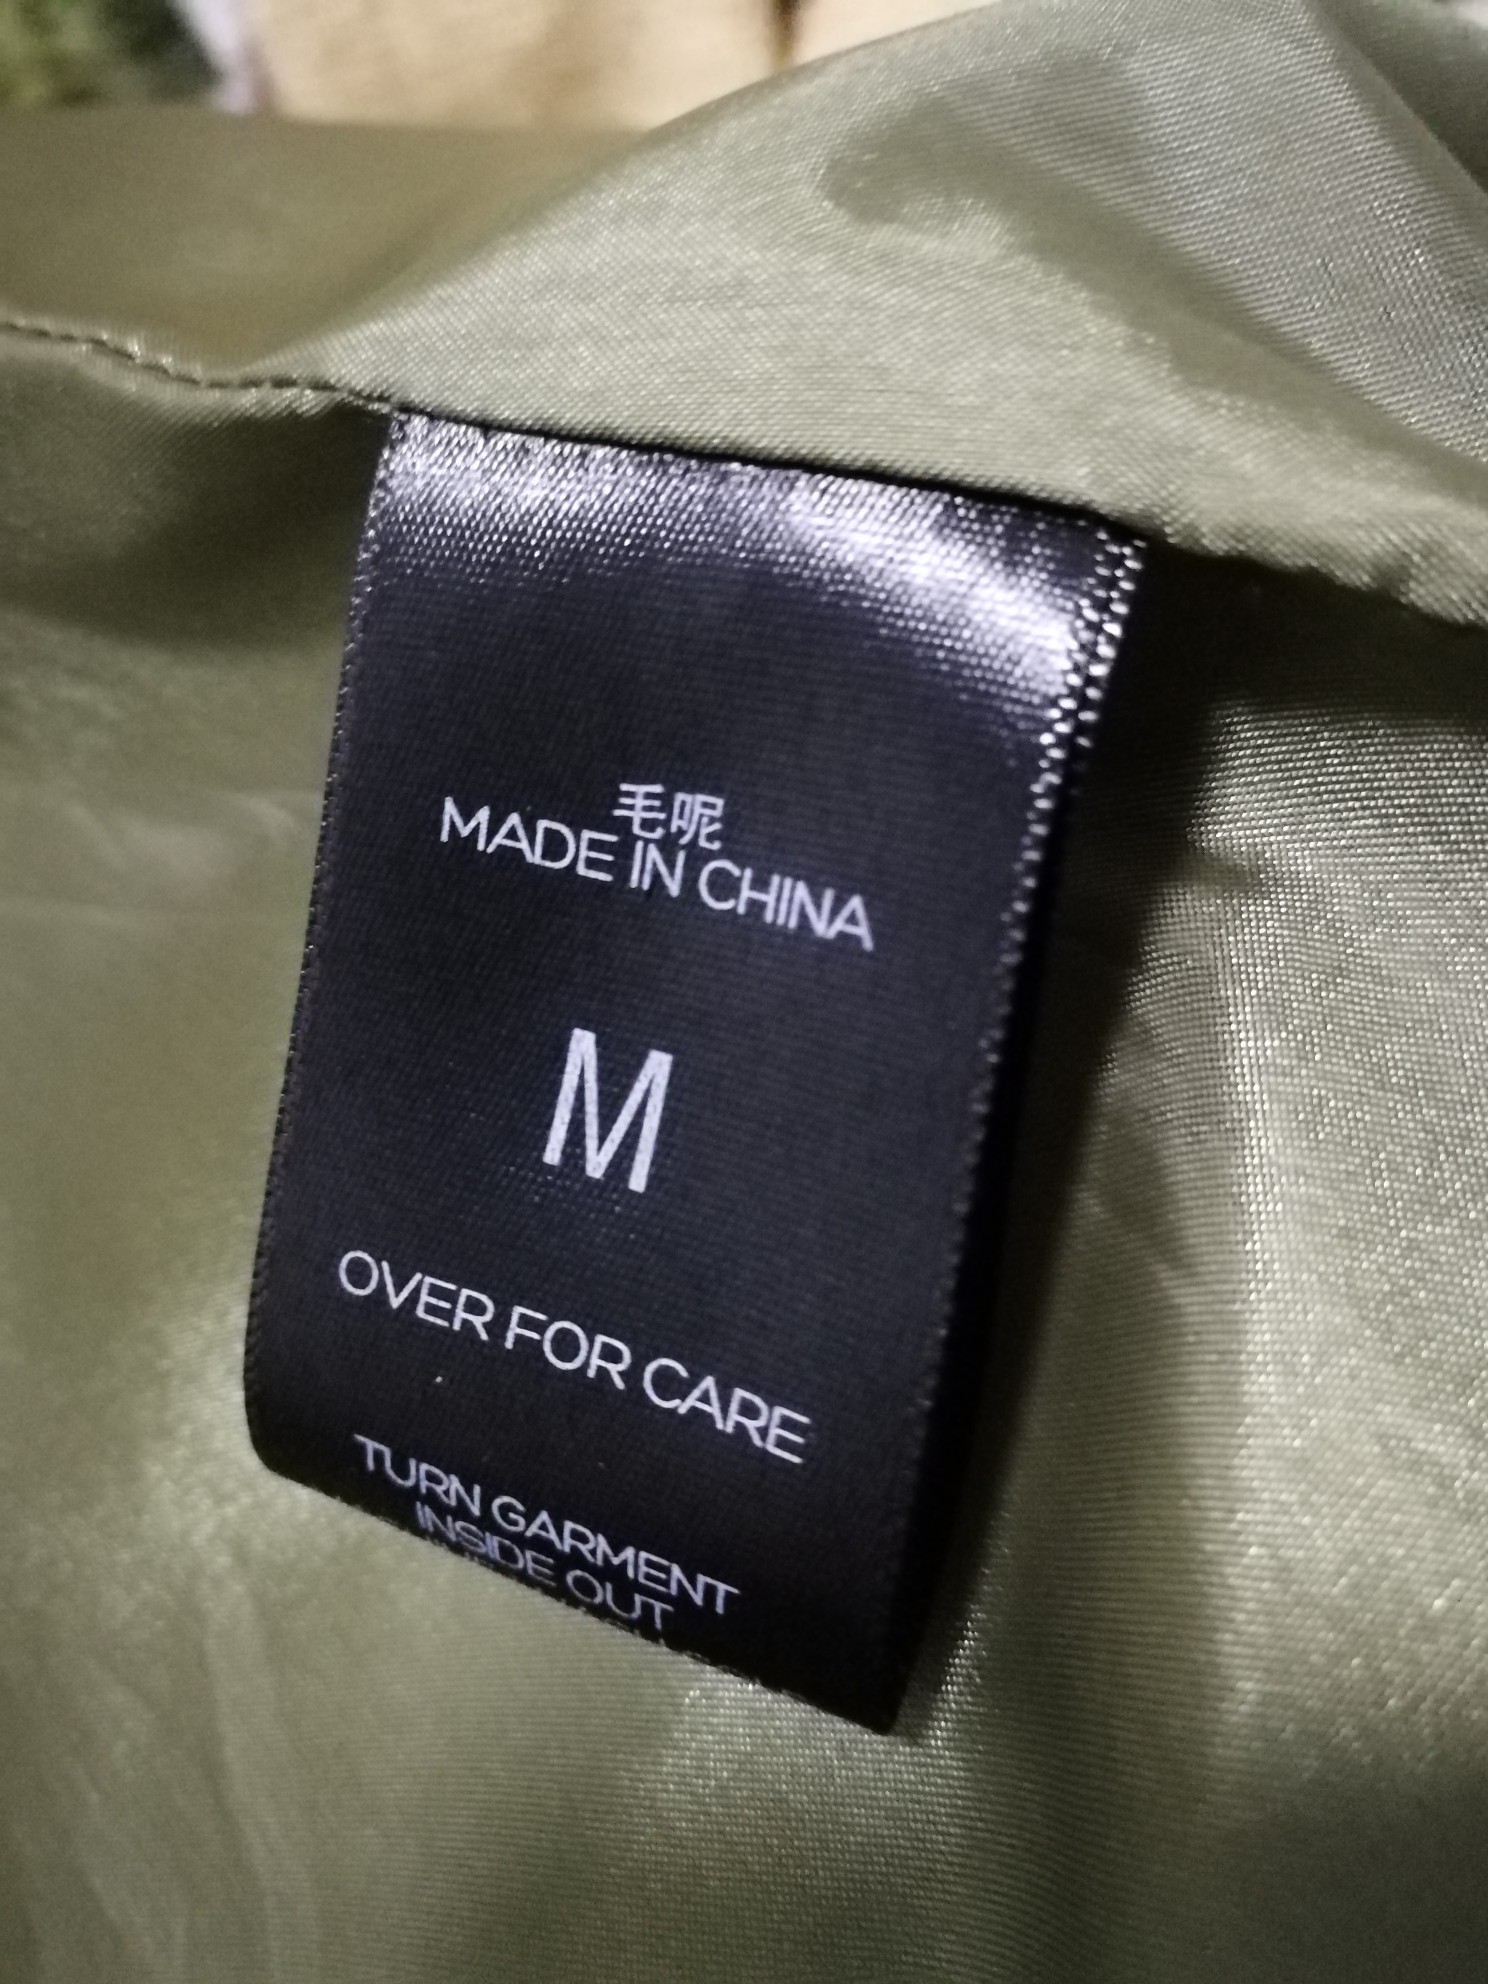 毛呢
MADE IN CHINA
M
OVER FOR CARE
TURN GARMENT
INSIDE OUT